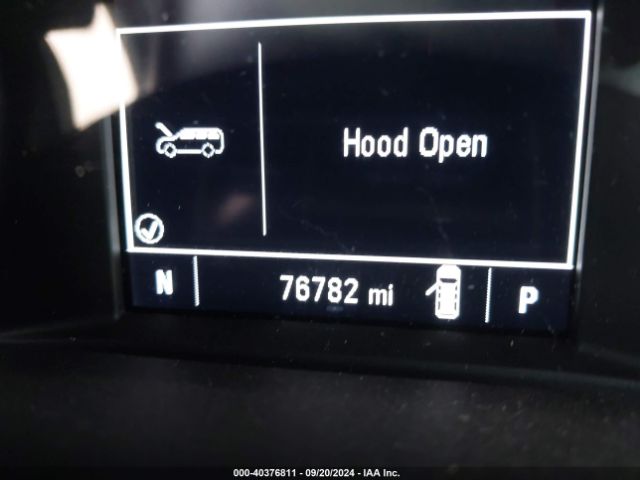 Hood Open
N 76782 mi P
000-40376811 - 09/20/2024 - IAA Inc.